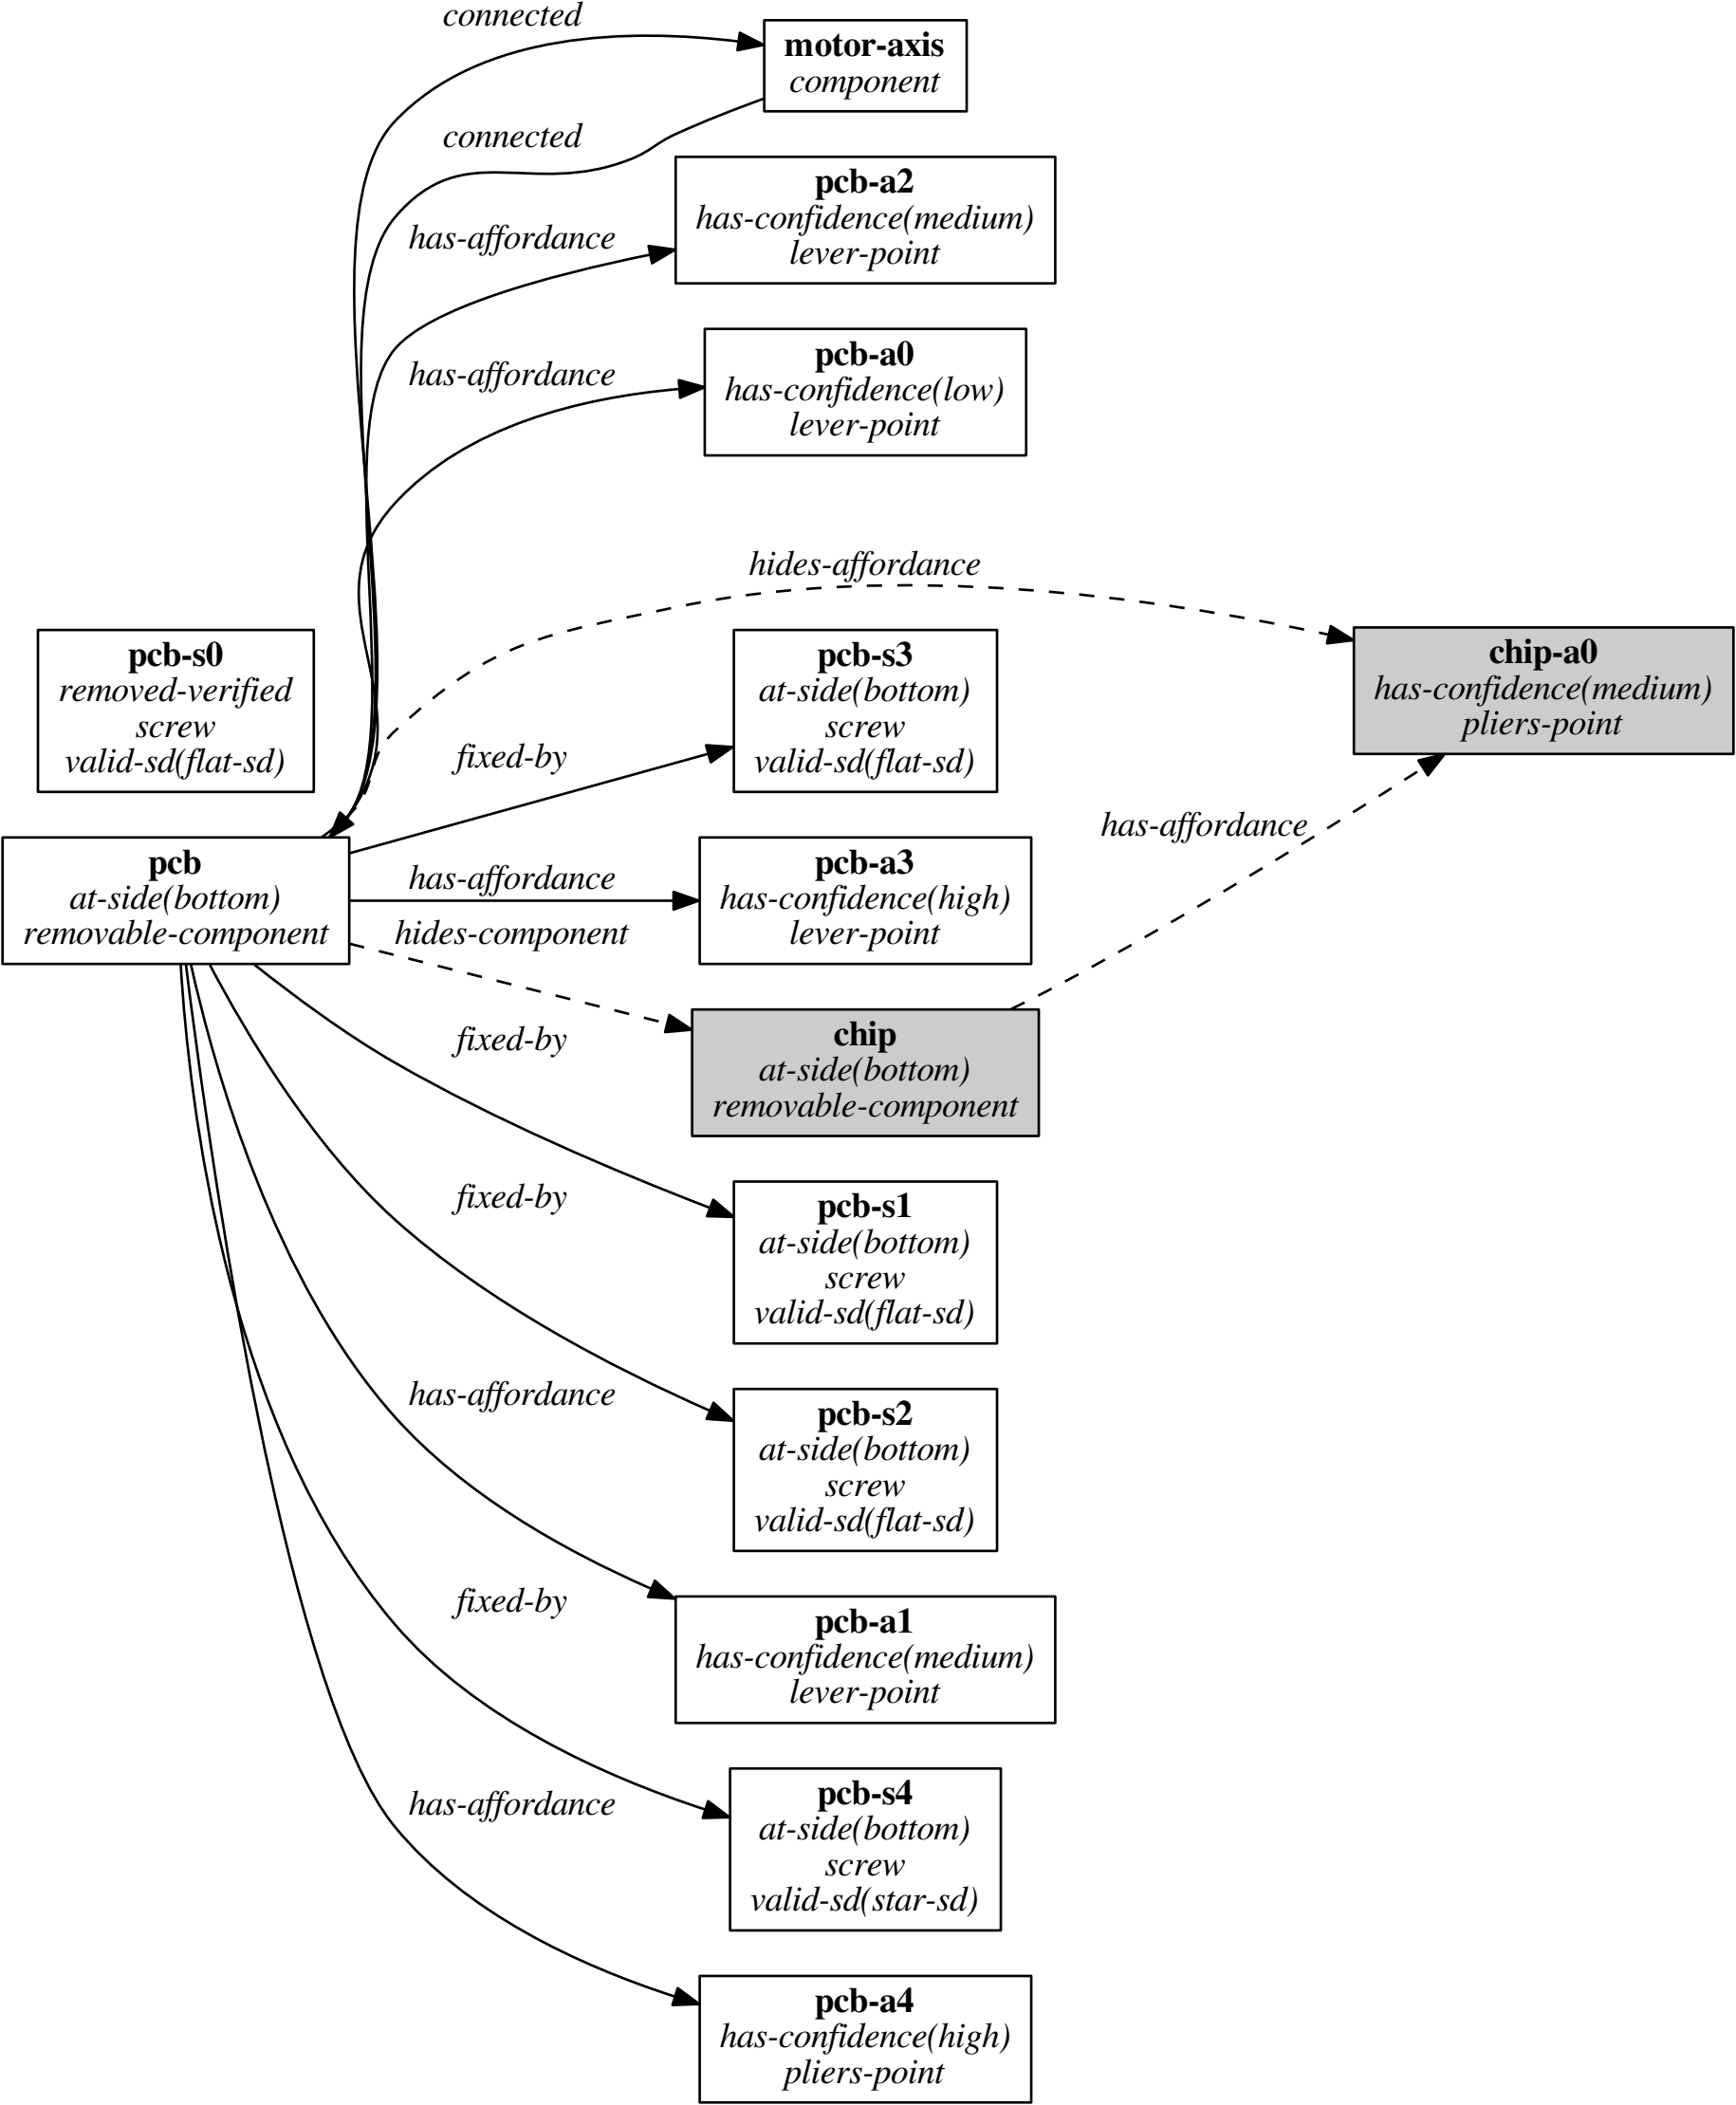 connected
motor-axis
component
connected
pcb-a2
has-confidence(medium)
lever-point
has-affordance
pcb-a0
has-confidence(low)
lever-point
has-affordance
hides-affordance
pcb-s0
removed-verified
screw
valid-sd(flat-sd)
pcb-s3
at-side(bottom)
screw
valid-sd(flat-sd)
chip-a0
has-confidence(medium)
pliers-point
fixed-by
has-affordance
pcb
at-side(bottom)
removable-component
has-affordance
hides-component
pcb-a3
has-confidence(high)
lever-point
chip
at-side(bottom)
removable-component
fixed-by
pcb-s1
at-side(bottom)
screw
valid-sd(flat-sd)
fixed-by
pcb-s2
at-side(bottom)
screw
valid-sd(flat-sd)
has-affordance
pcb-a1
has-confidence(medium)
lever-point
fixed-by
pcb-s4
at-side(bottom)
screw
valid-sd(star-sd)
has-affordance
pcb-a4
has-confidence(high)
pliers-point